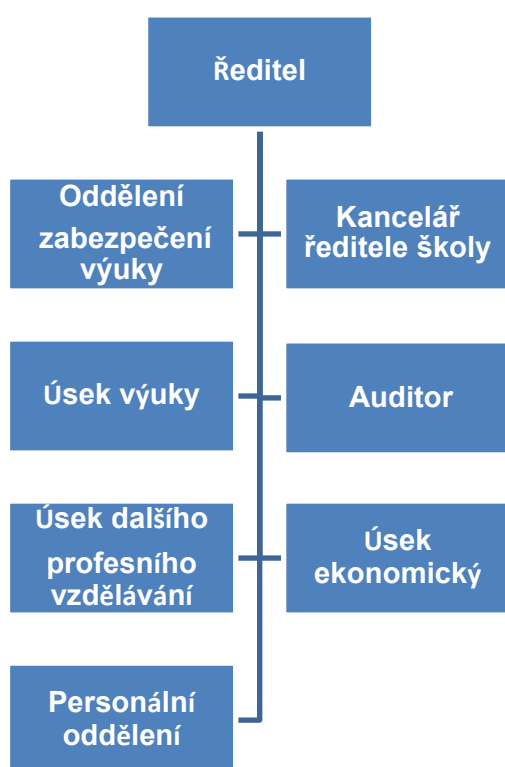 Ředitel
Oddělení
zabezpečení
výuky
Kancelář
ředitele školy
Úsek výuky
Auditor
Úsek dalšího
profesního
vzdělávání
Úsek
ekonomický
Personální
oddělení